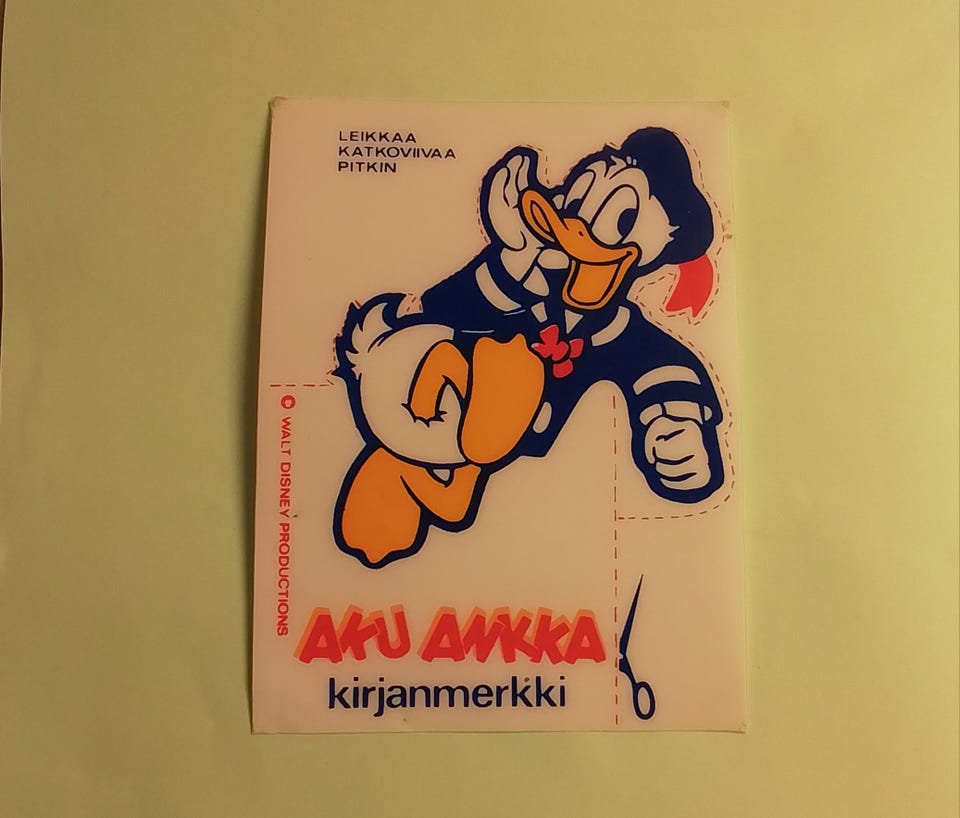 LEIKKAA
KATKOVIIVAA
PITKIN
© WALT DISNEY PRODUCTIONS
AKU ANKKA
kirjanmerkki